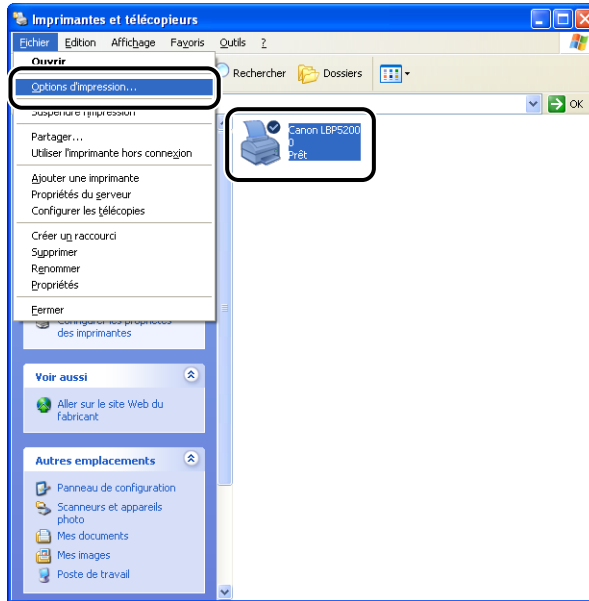 Imprimantes et télécopieurs
Fichier Edition Affichage Favoris Outils ?
Ouvrir
Options d'impression...
Suspendre l'impression
Partager...
Utiliser l'imprimante hors connexion
Ajouter une imprimante
Propriétés du serveur
Configurer les télécopies
Créer un raccourci
Supprimer
Renommer
Propriétés
Fermer
Rechercher Dossiers
OK
Canon LBP5200
0
Prêt
Configurer les propriétés
des imprimantes
Voir aussi
Aller sur le site Web du
fabricant
Autres emplacements
Panneau de configuration
Scanneurs et appareils
photo
Mes documents
Mes images
Poste de travail